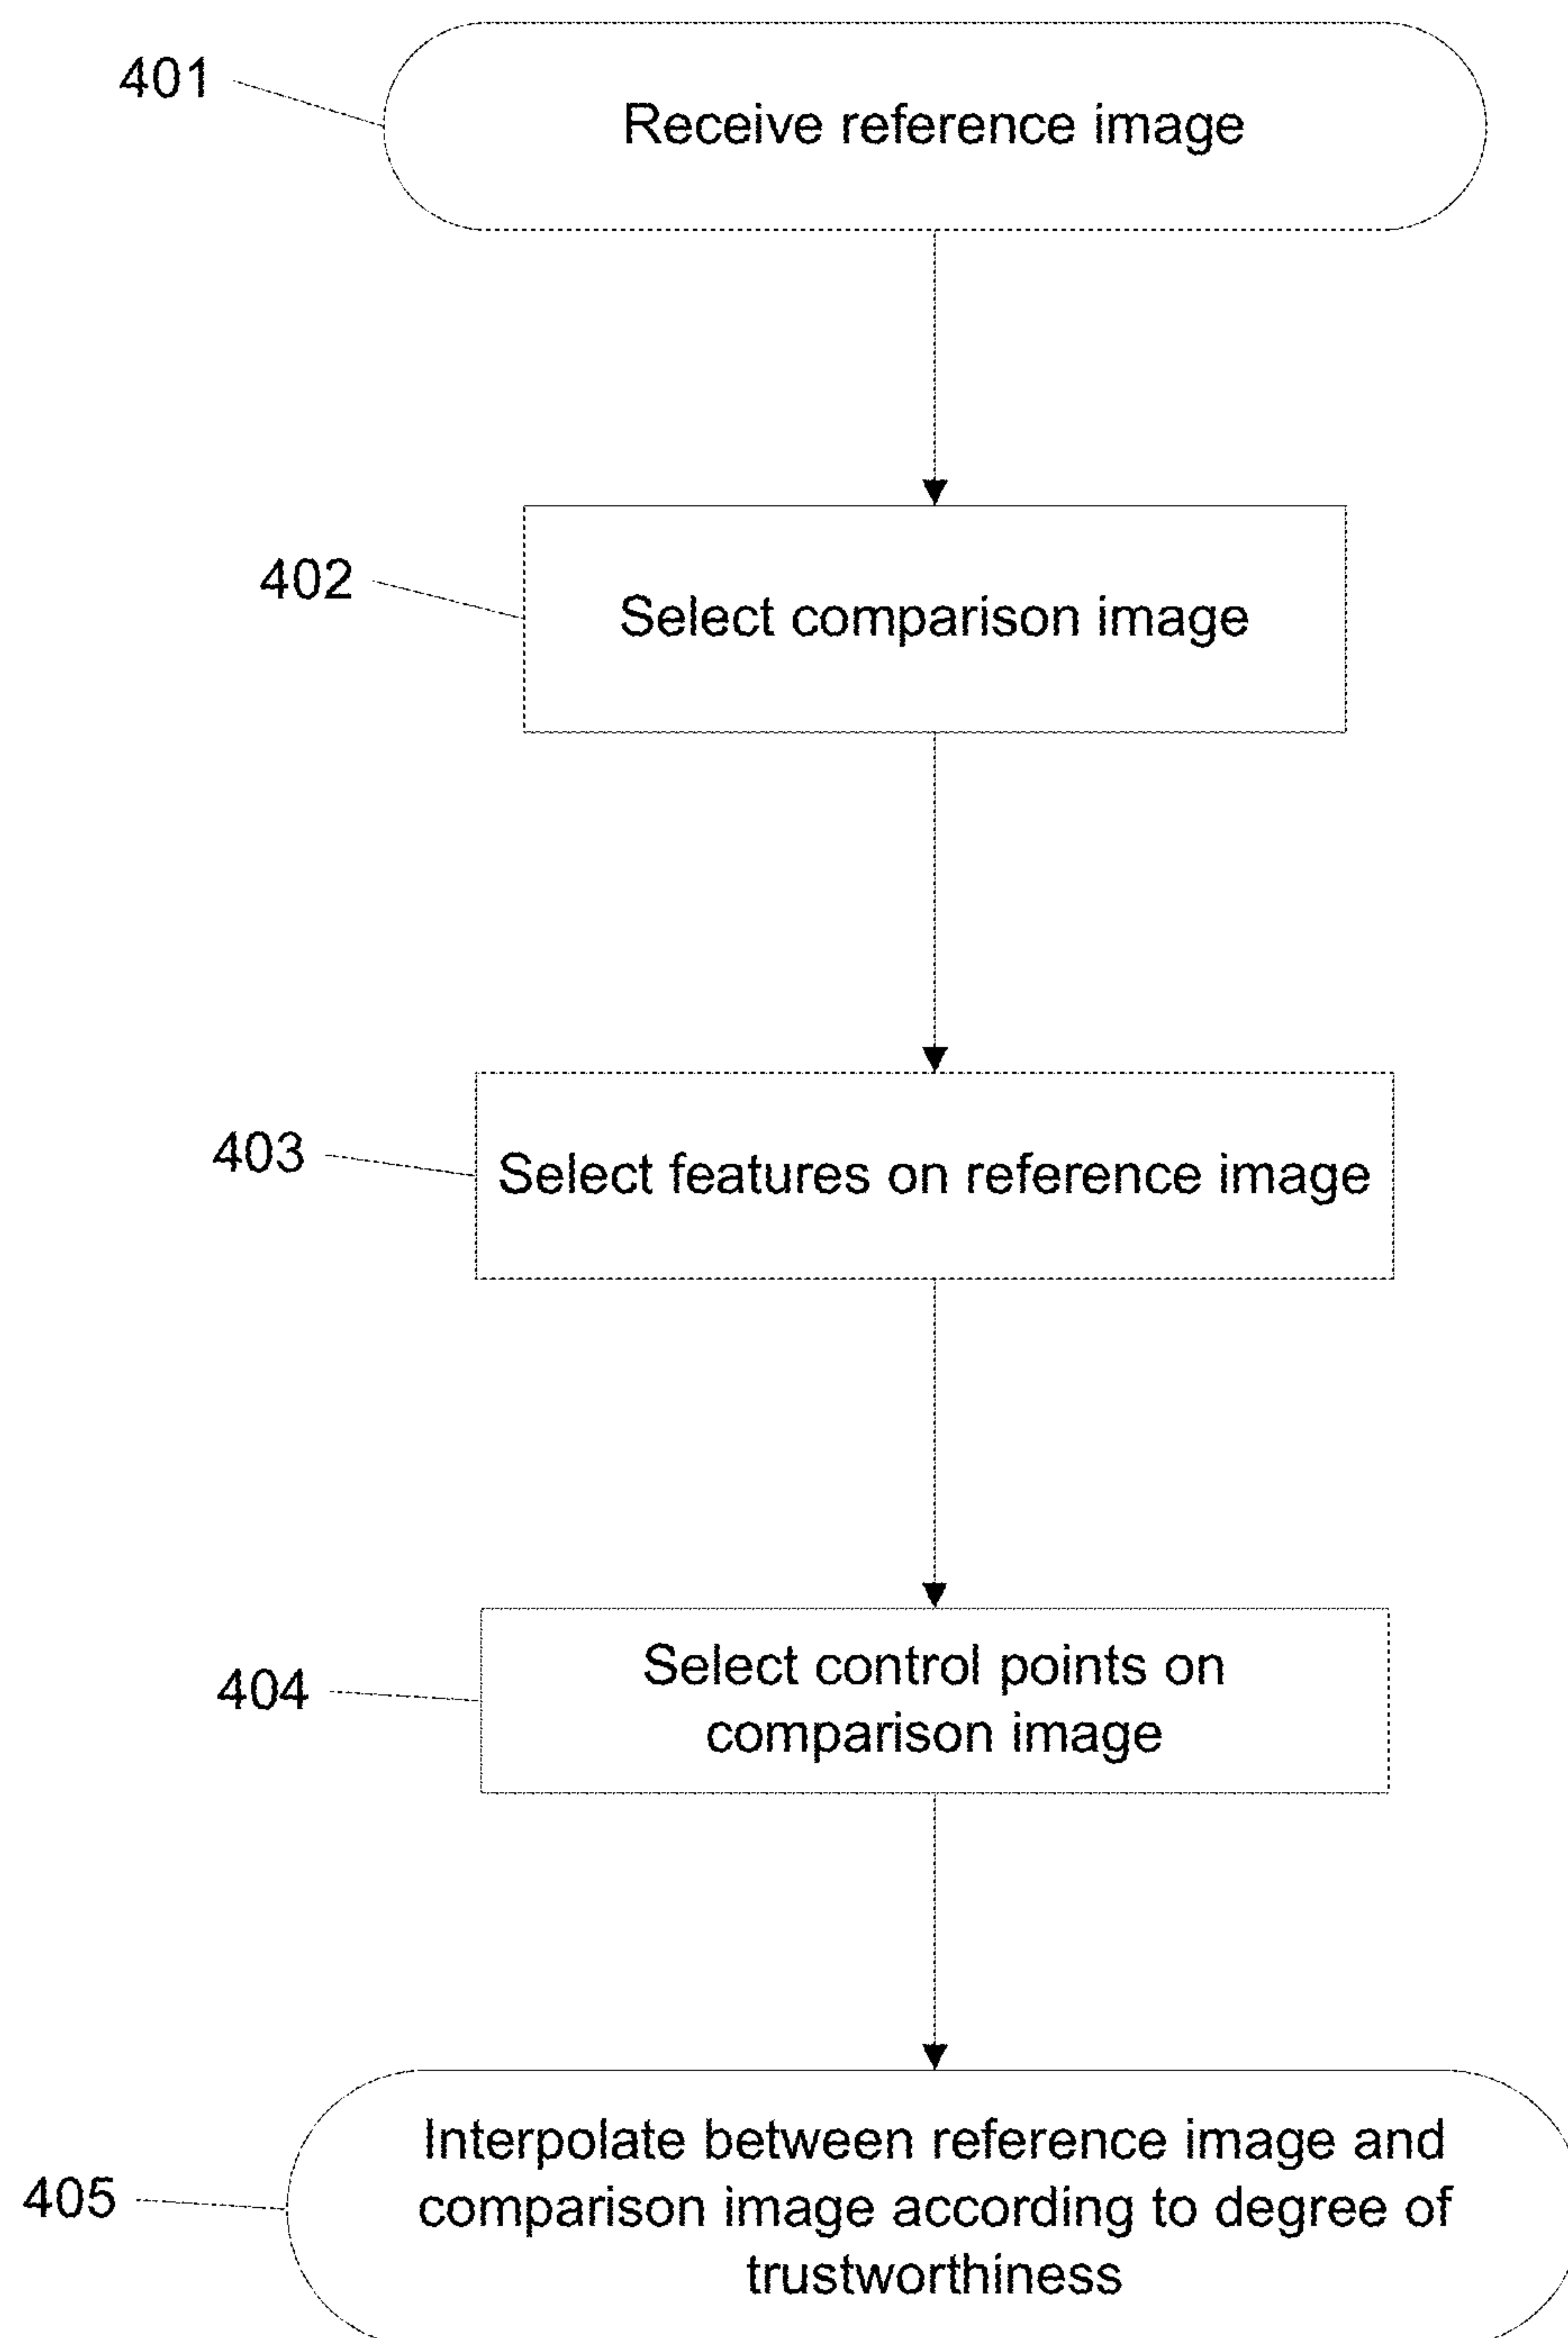 401
Receive reference image
402
Select comparison image
403
Select features on reference image
404
Select control points on
comparison image
405
Interpolate between reference image and
comparison image according to degree of
trustworthiness